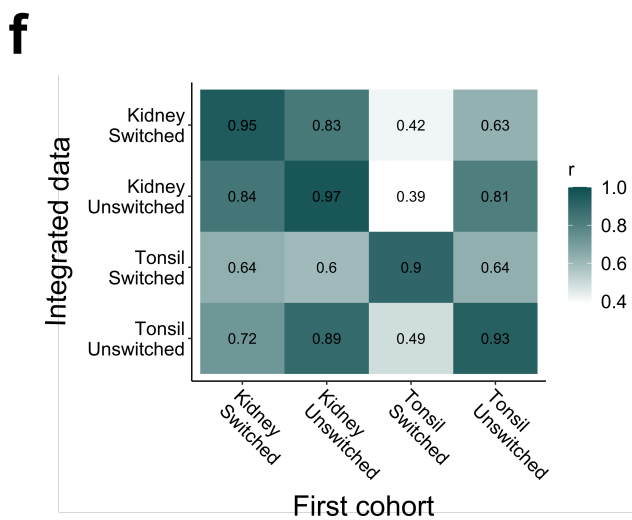 f
Integrated data
Kidney
Switched
0.95 0.83 0.42 0.63
Kidney
Unswitched
0.84 0.97 0.39 0.81
Tonsil
Switched
0.64 0.6 0.9 0.64
Tonsil
Unswitched
0.72 0.89 0.49 0.93
Kidney
Switched
Kidney
Unswitched
Tonsil
Switched
Tonsil
Unswitched
First cohort
r
1.0
0.8
0.6
0.4